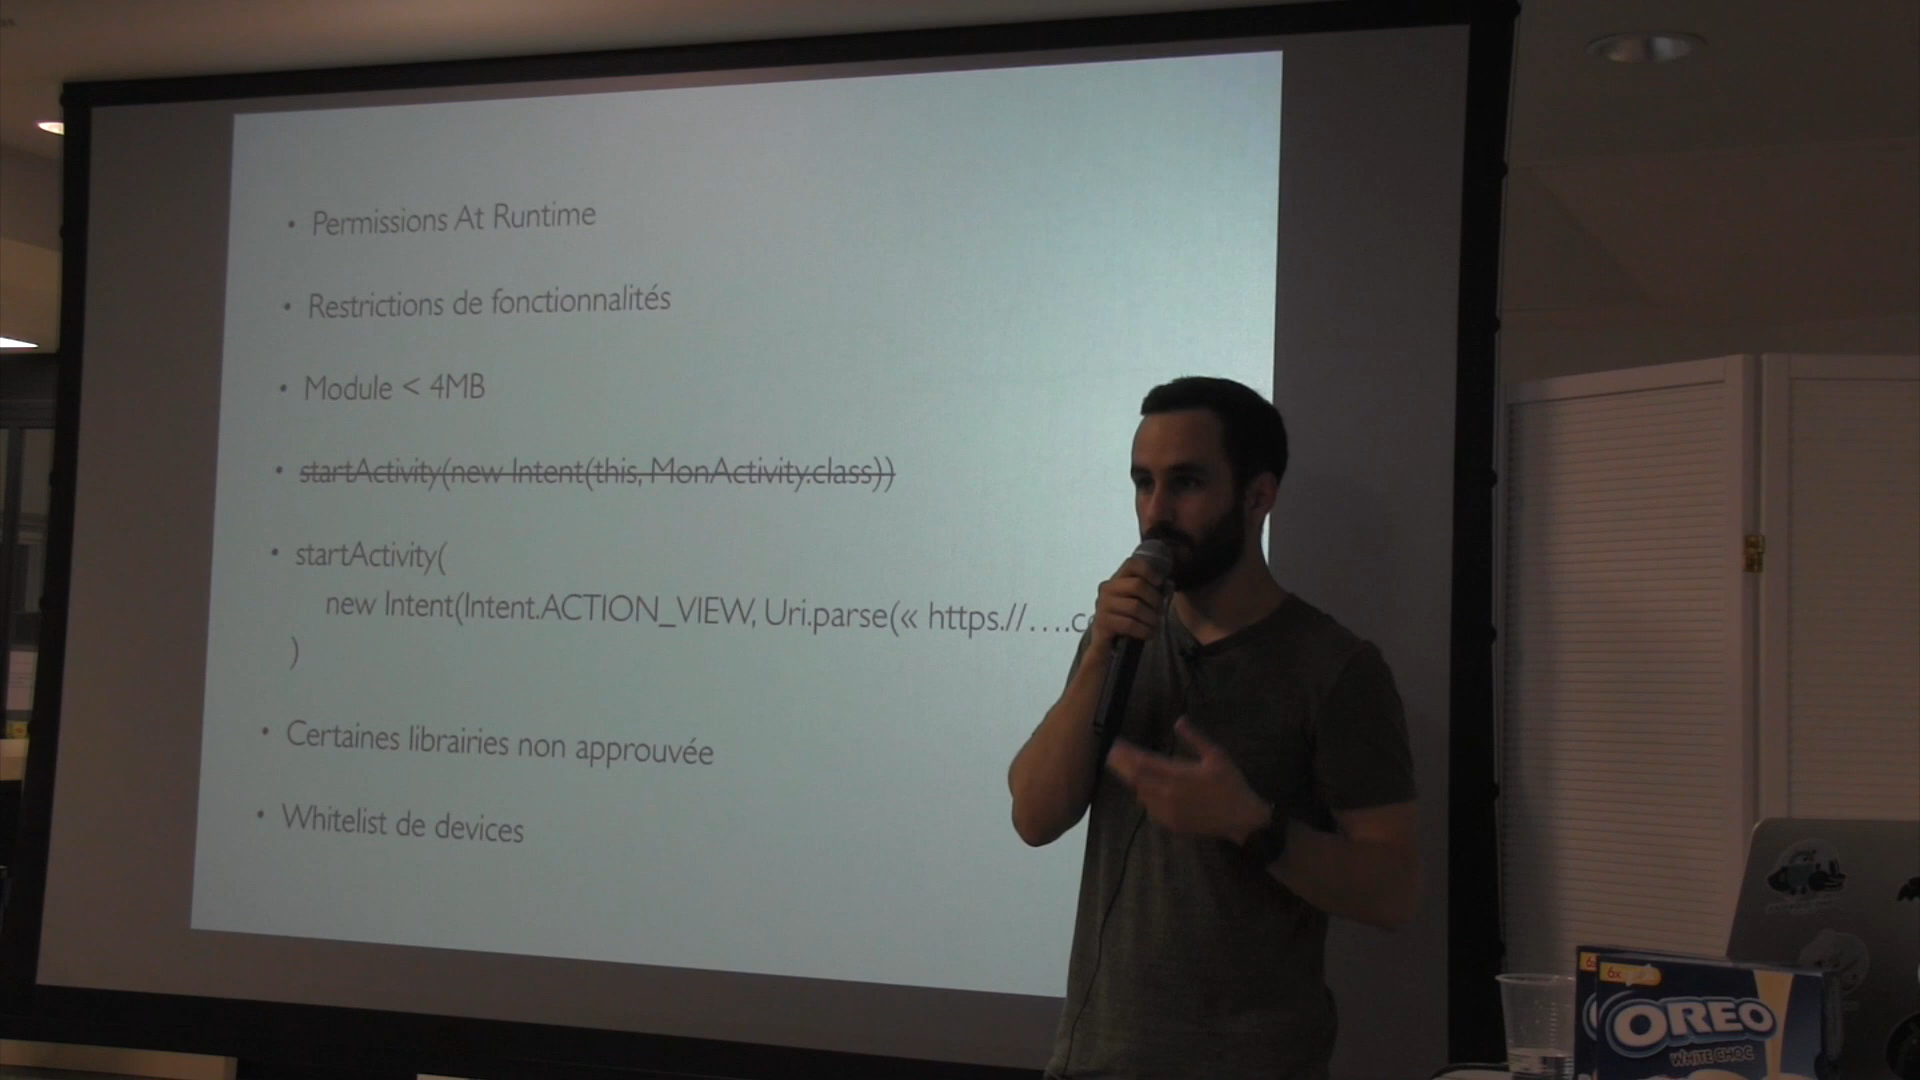 • Permissions At Runtime
• Restrictions de fonctionnalités
• Module < 4MB
• startActivity(new Intent(this, MonActivity.class))
• startActivity(
new Intent(Intent.ACTION_VIEW, Uri.parse(« https://….c
)
• Certaines librairies non approuvée
• Whitelist de devices
6x
OREO
WHITE CHOC